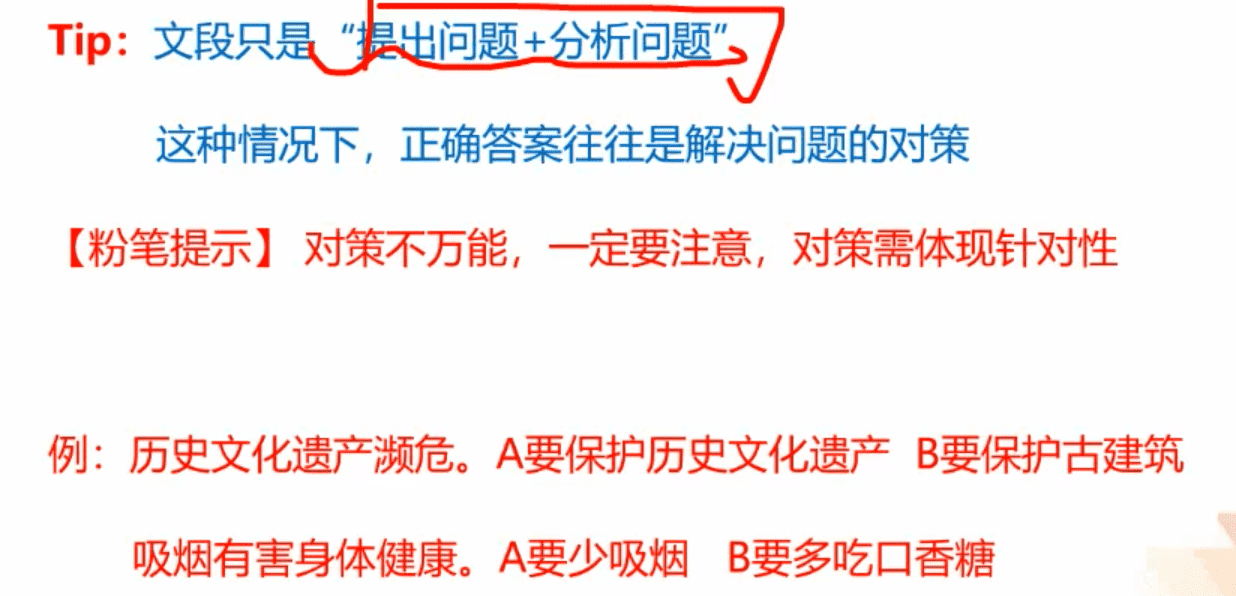 Tip：文段只是“提出问题+分析问题”
这种情况下，正确答案往往是解决问题的对策
【粉笔提示】对策不万能，一定要注意，对策需体现针对性
例：历史文化遗产濒危。A要保护历史文化遗产 B要保护古建筑
吸烟有害身体健康。A要少吸烟 B要多吃口香糖